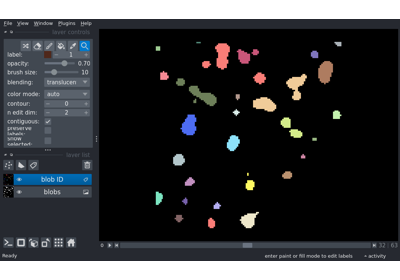 File View Window Plugins Help
layer controls
label: 1
opacity: 0.70
brush size: 10
blending: translucen
color mode: auto
contour: 0
n edit dim: 2
contiguous:
preserve labels:
show selected:
layer list
blob ID
blobs
0 32 63
Ready enter paint or fill mode to edit labels activity